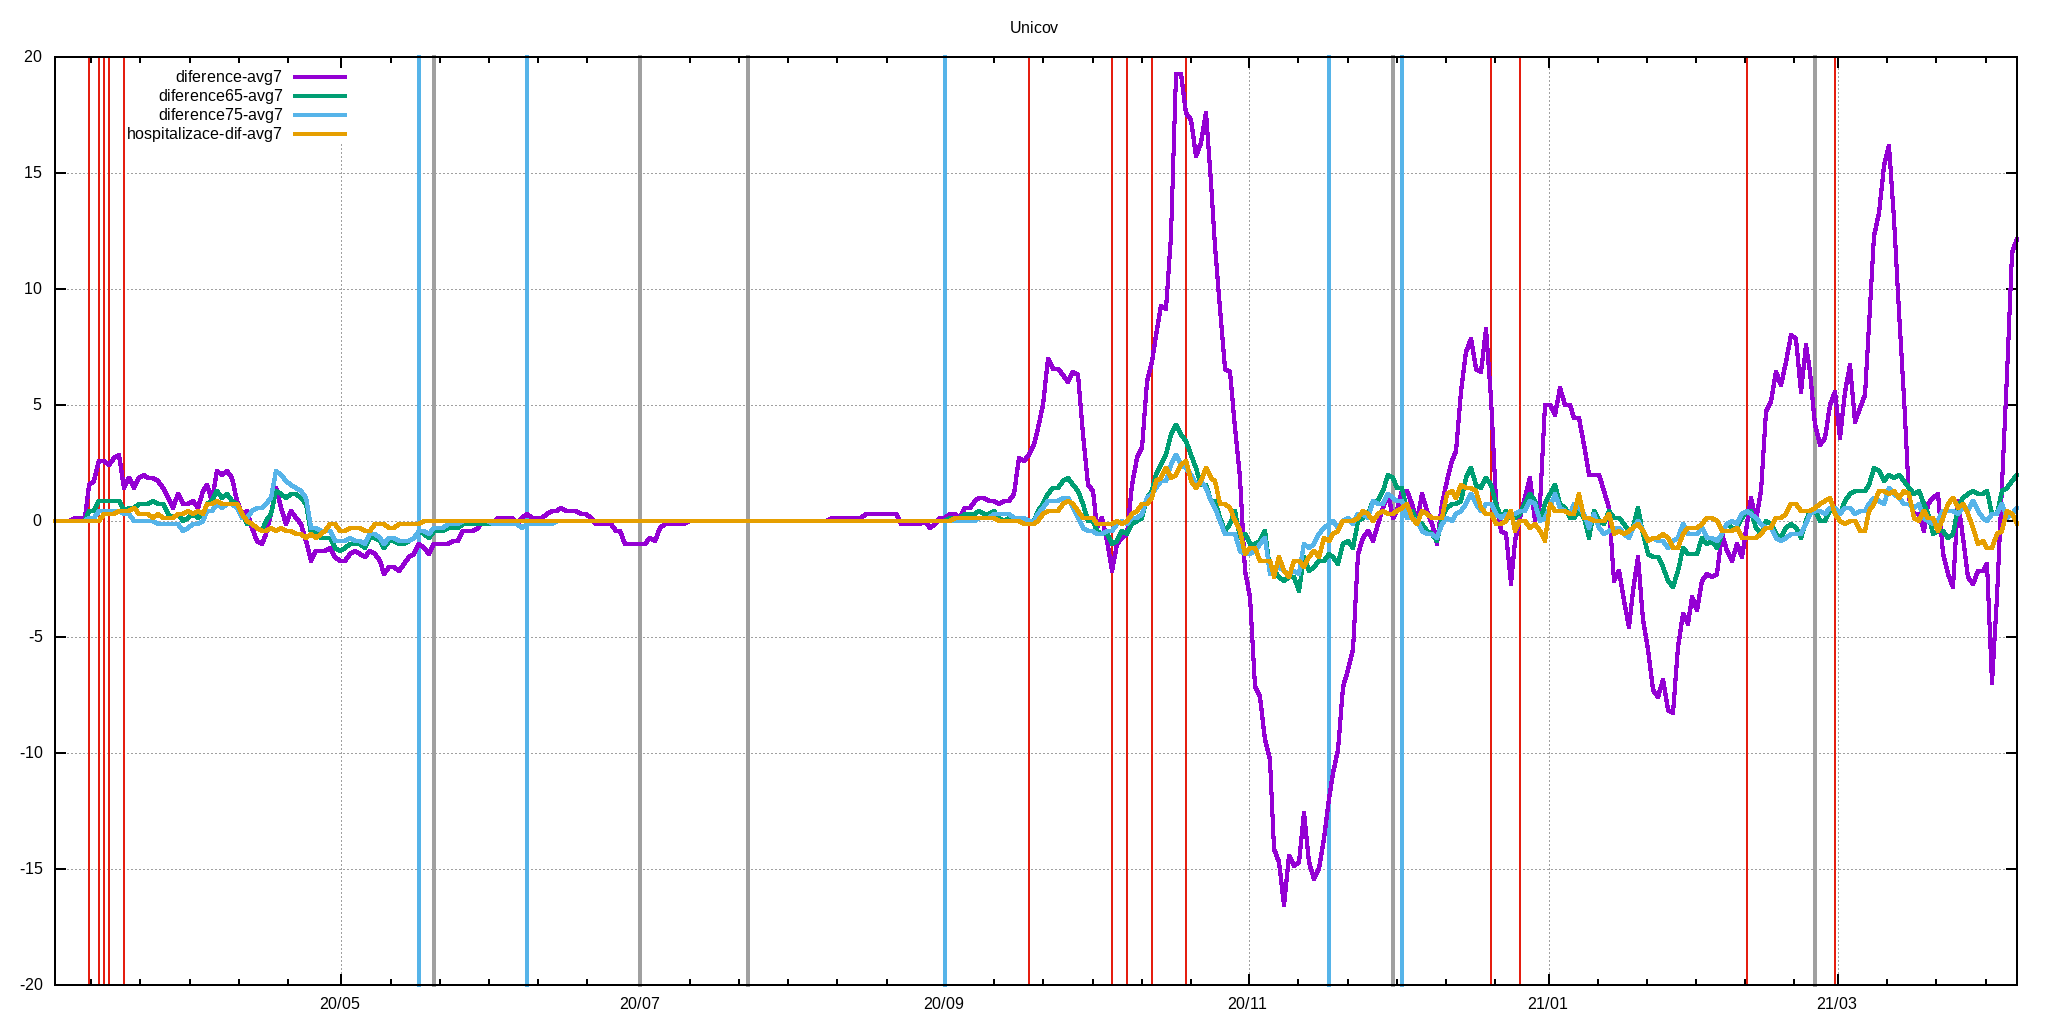 Unicov
diference-avg7
diference65-avg7
diference75-avg7
hospitalizace-dif-avg7
20
15
10
5
0
-5
-10
-15
-20
20/05 20/07 20/09 20/11 21/01 21/03